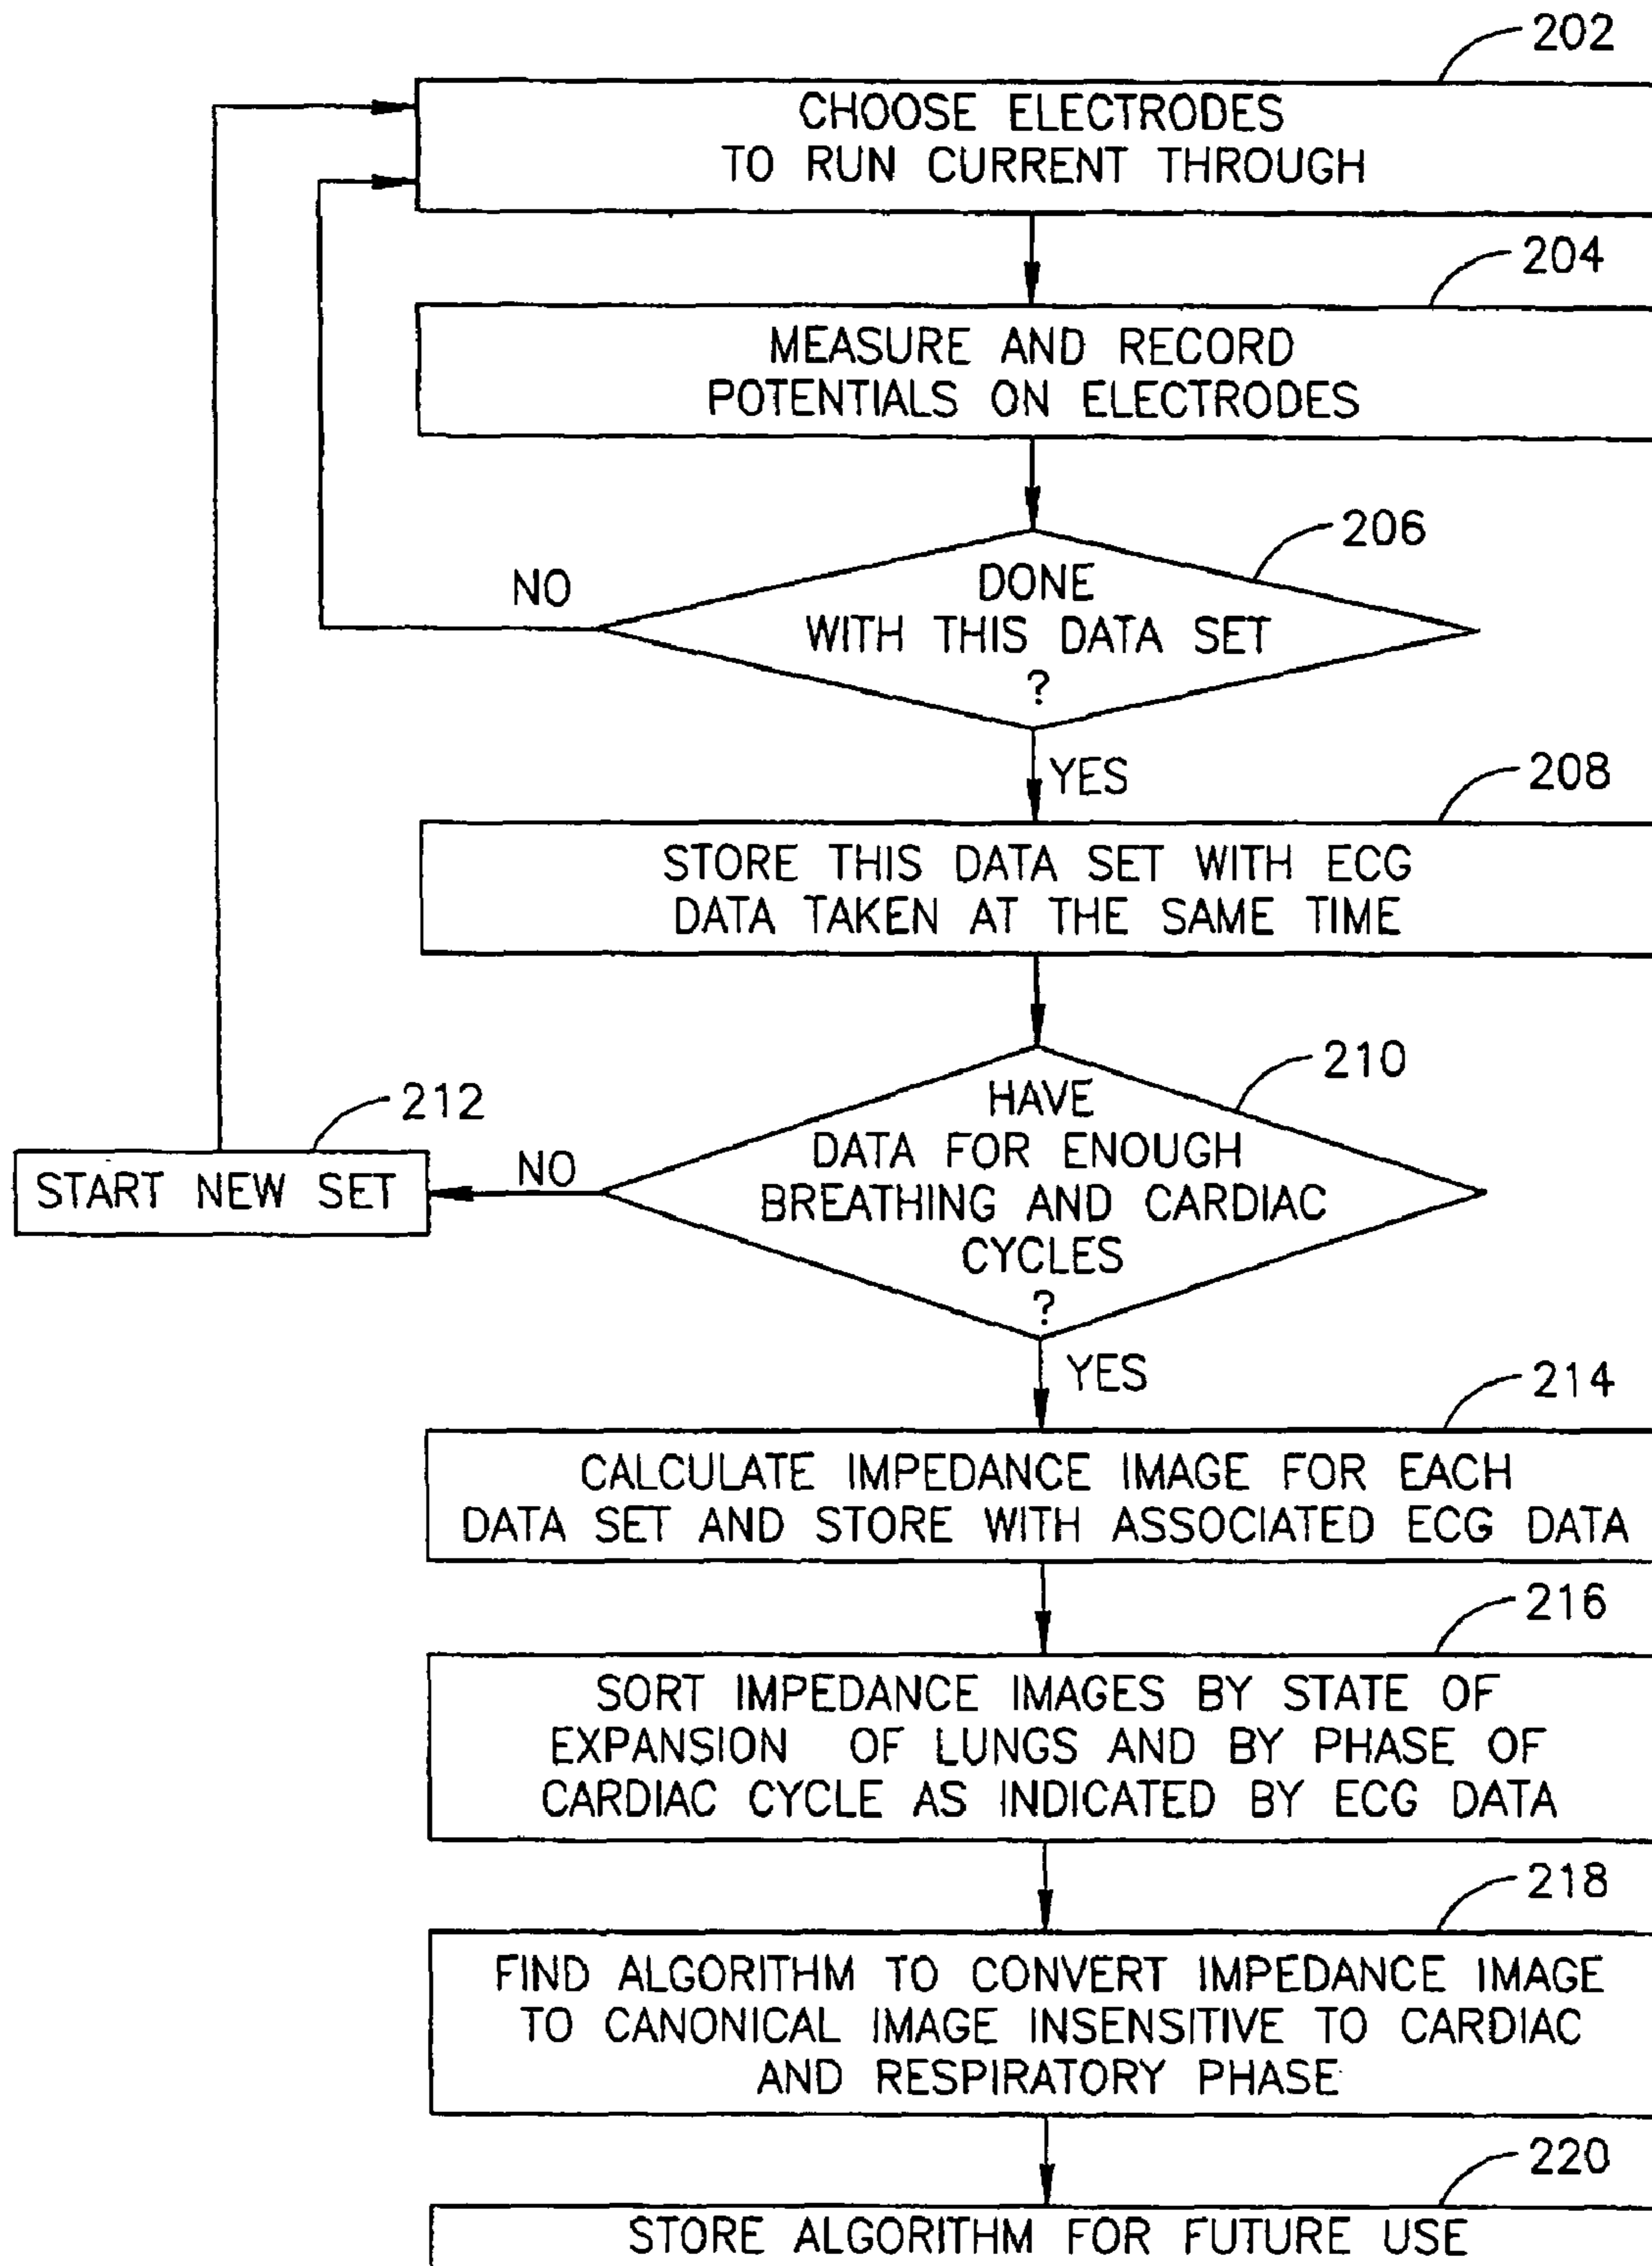 202
CHOOSE ELECTRODES
TO RUN CURRENT THROUGH
204
MEASURE AND RECORD
POTENTIALS ON ELECTRODES
206
DONE
WITH THIS DATA SET
?
NO
YES
208
STORE THIS DATA SET WITH ECG
DATA TAKEN AT THE SAME TIME
210
HAVE
DATA FOR ENOUGH
BREATHING AND CARDIAC
CYCLES
?
NO
212
START NEW SET
YES
214
CALCULATE IMPEDANCE IMAGE FOR EACH
DATA SET AND STORE WITH ASSOCIATED ECG DATA
216
SORT IMPEDANCE IMAGES BY STATE OF
EXPANSION OF LUNGS AND BY PHASE OF
CARDIAC CYCLE AS INDICATED BY ECG DATA
218
FIND ALGORITHM TO CONVERT IMPEDANCE IMAGE
TO CANONICAL IMAGE INSENSITIVE TO CARDIAC
AND RESPIRATORY PHASE
220
STORE ALGORITHM FOR FUTURE USE